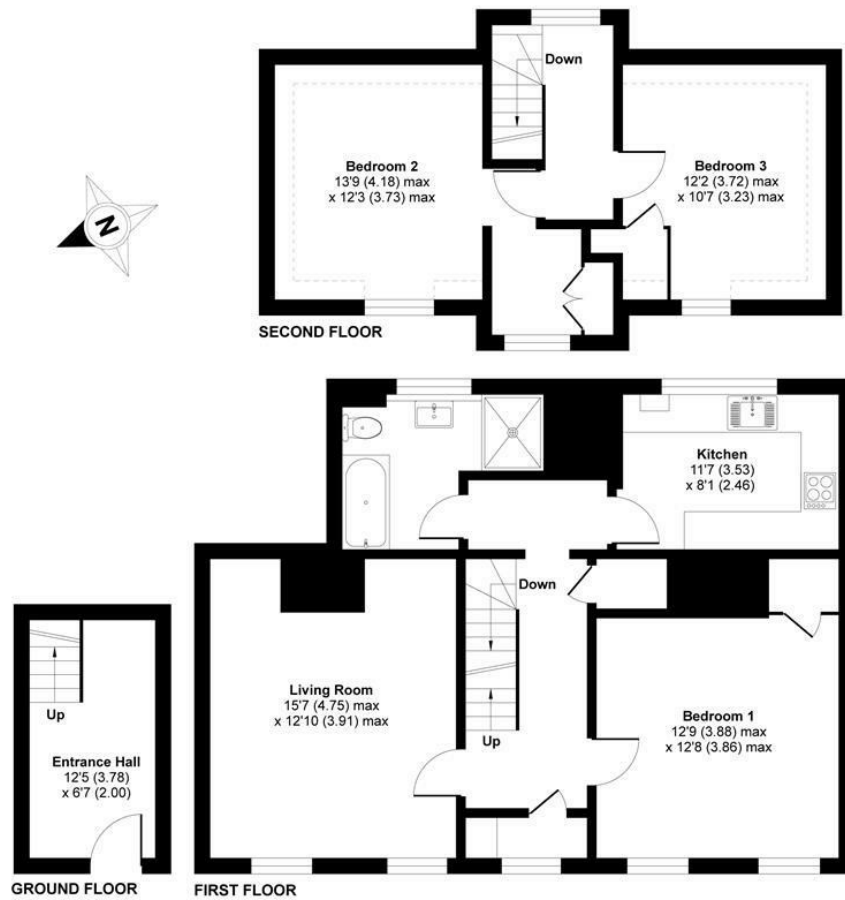 Down
Bedroom 2
13'9 (4.18) max
x 12'3 (3.73) max
Bedroom 3
12'2 (3.72) max
x 10'7 (3.23) max
N
SECOND FLOOR
Kitchen
11'7 (3.53)
x 8'1 (2.46)
Down
Living Room
15'7 (4.75) max
x 12'10 (3.91) max
Up
Bedroom 1
12'9 (3.88) max
x 12'8 (3.86) max
Up
Entrance Hall
12'5 (3.78)
x 6'7 (2.00)
GROUND FLOOR
FIRST FLOOR